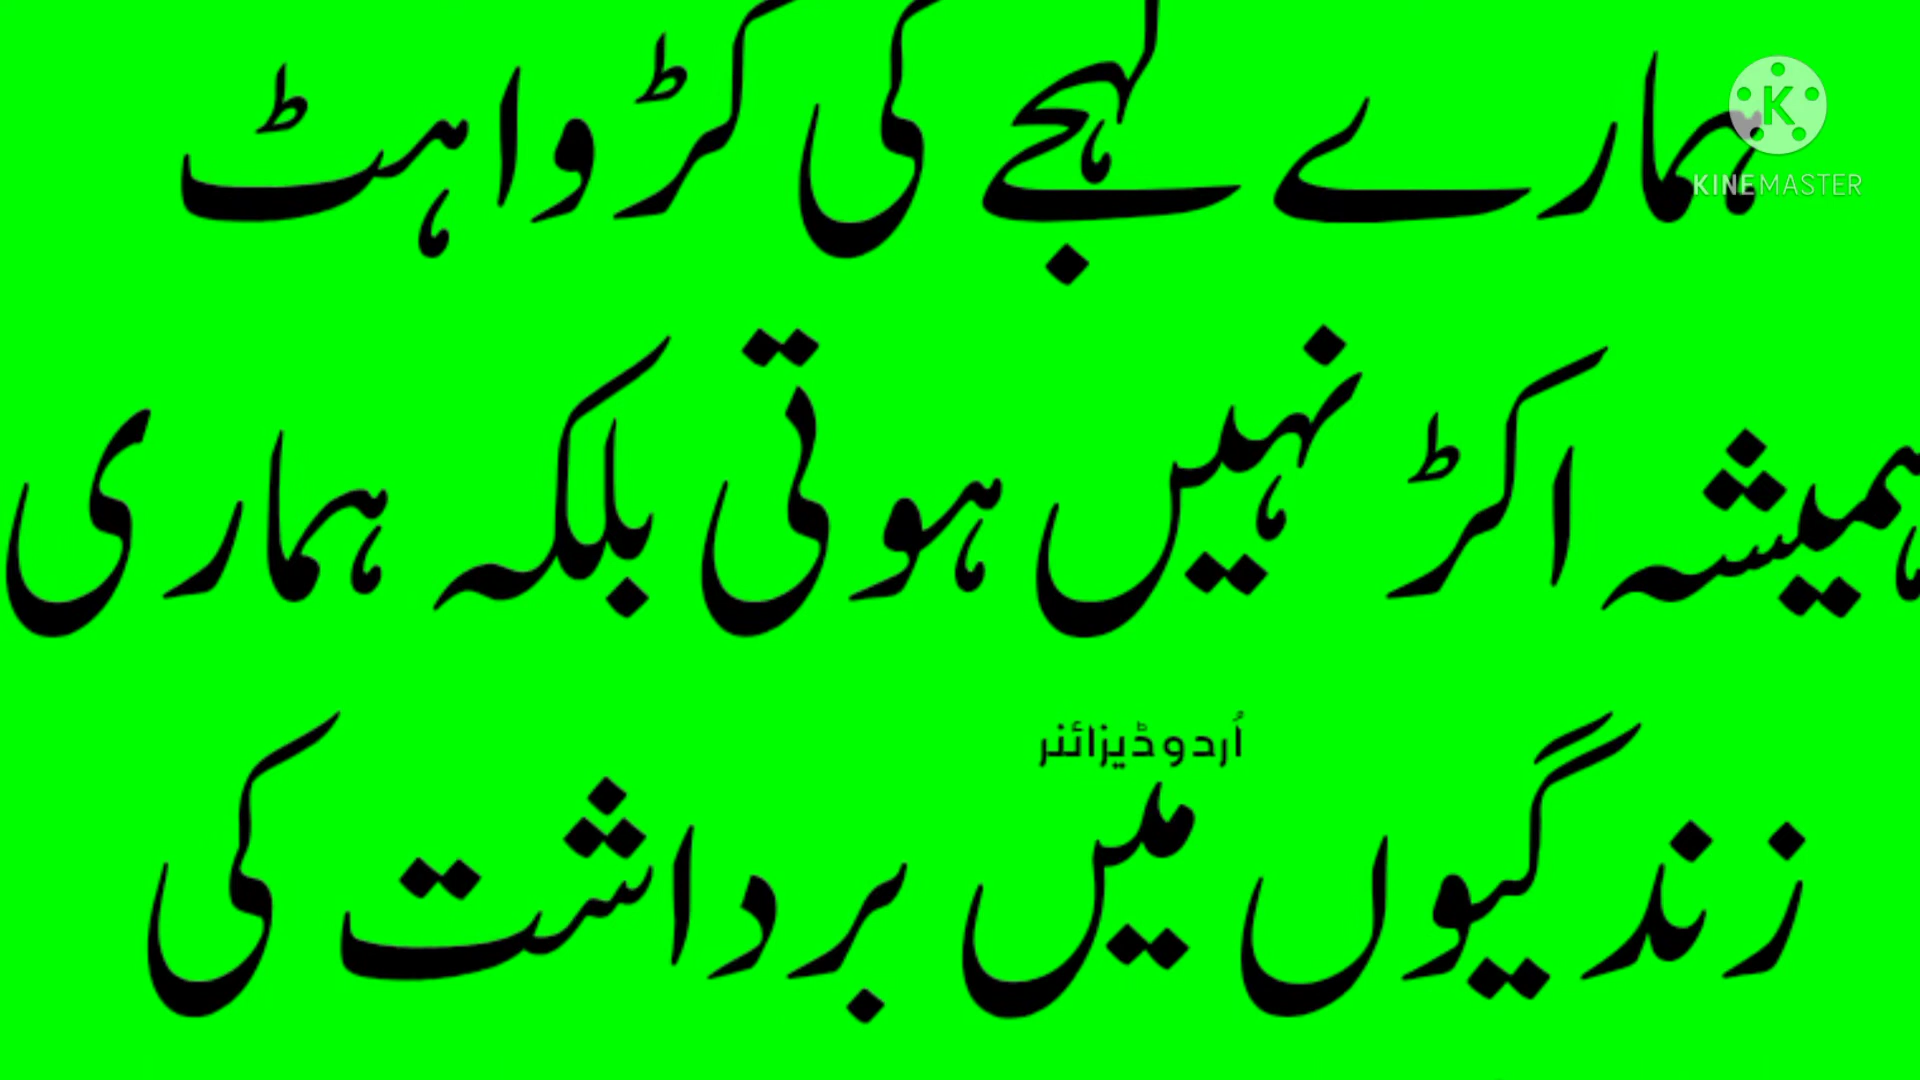 ہمارے لہجے کی کڑواہٹ
KINEMASTER
ہمیشہ اکڑ نہیں ہوتی بلکہ ہماری
اُردو ڈیزائنر
زندگیوں میں برداشت کی